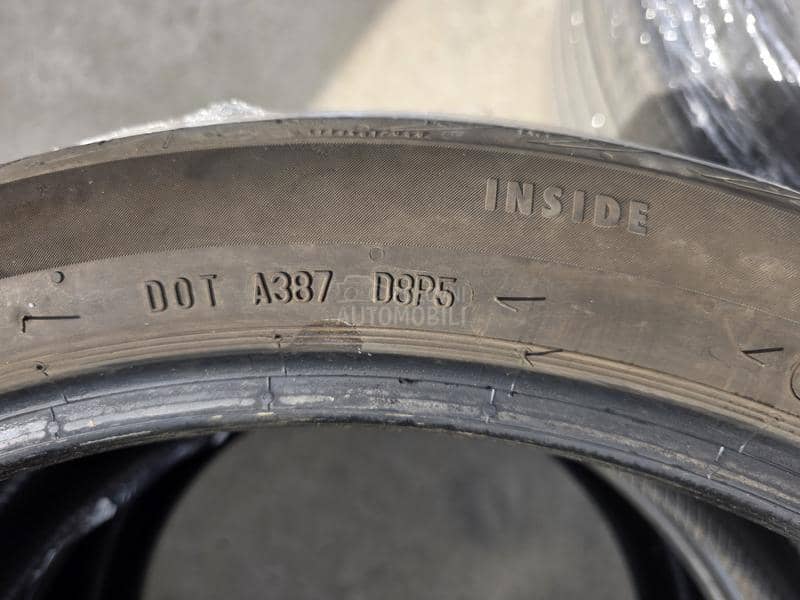 INSIDE
DOT A387 D8P5
AUTOMOBILI